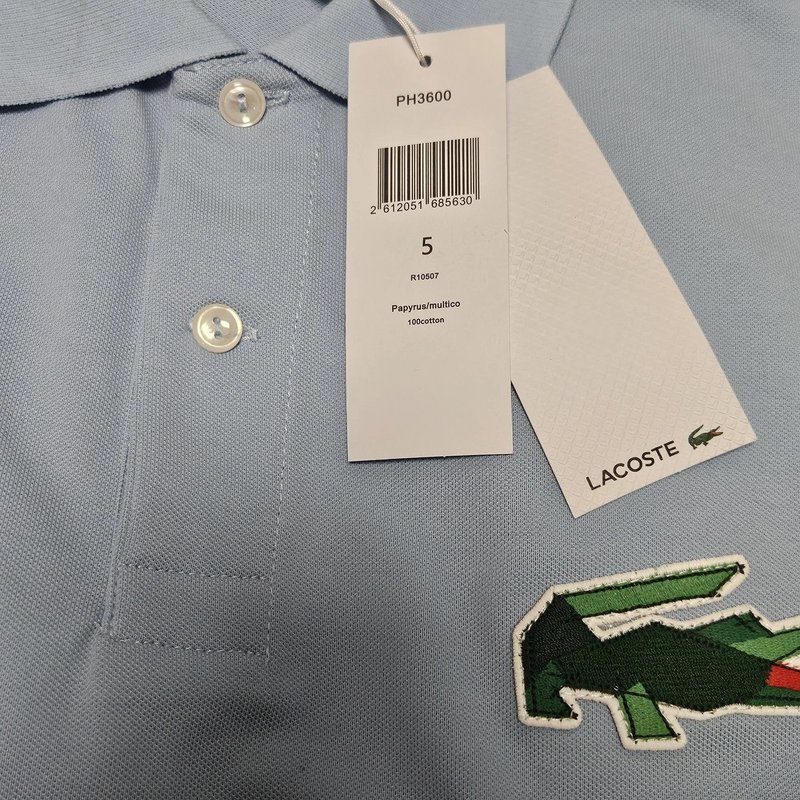 PH3600
2 612051 685630
5
R10507
Papyrus/multico
100cotton
LACOSTE